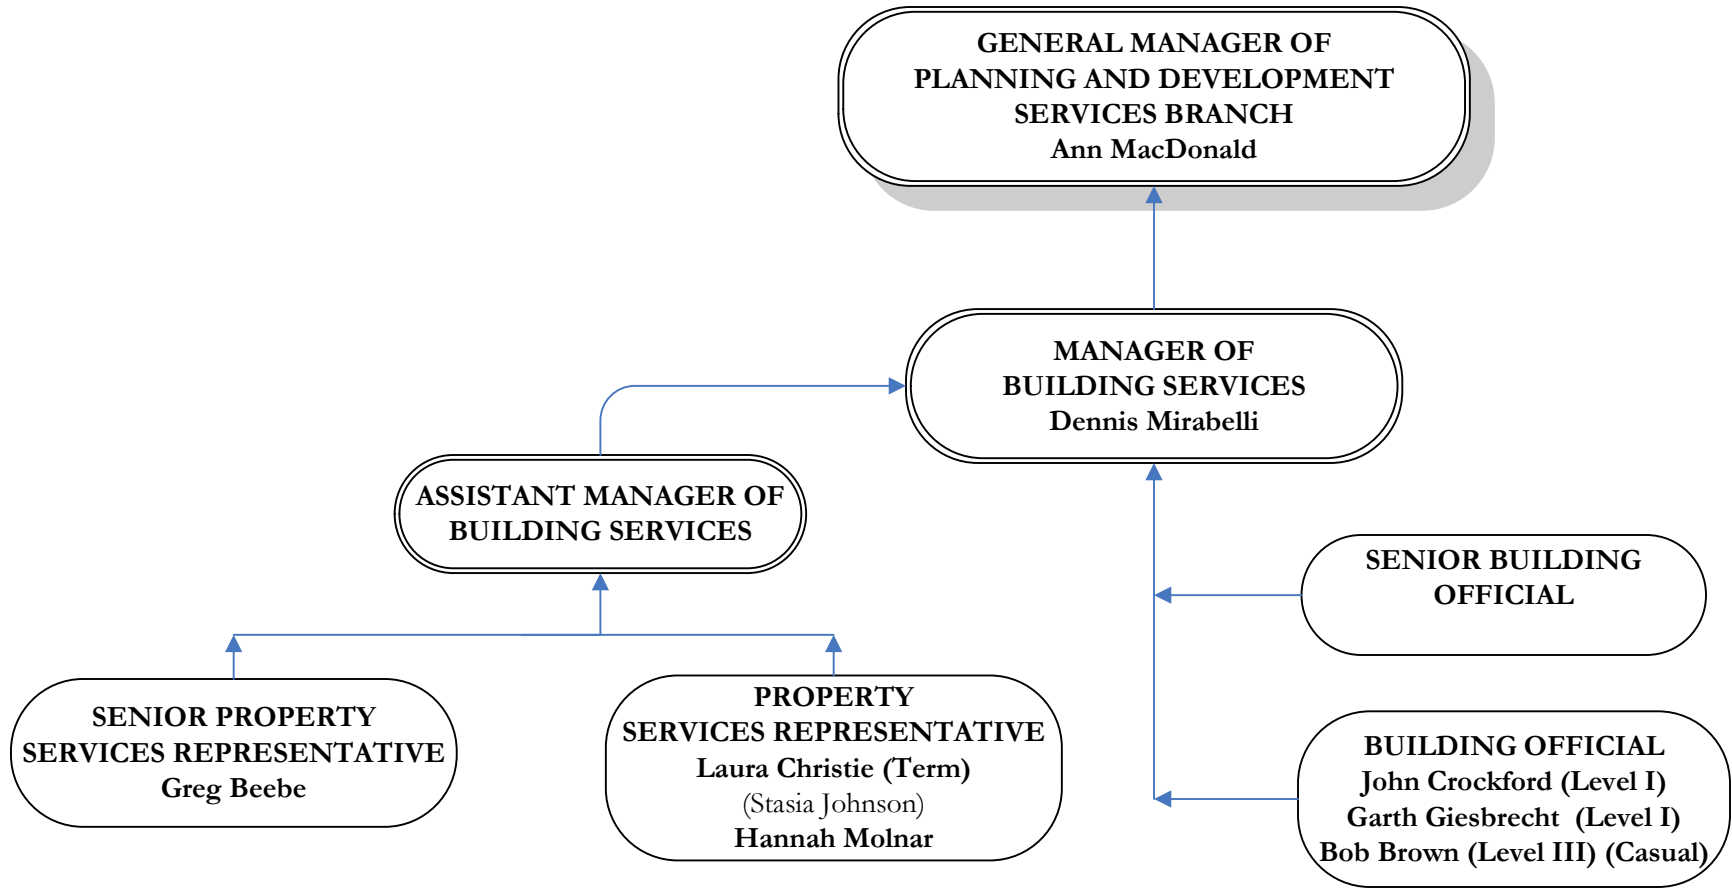 GENERAL MANAGER OF
PLANNING AND DEVELOPMENT
SERVICES BRANCH
Ann MacDonald
MANAGER OF
BUILDING SERVICES
Dennis Mirabelli
ASSISTANT MANAGER OF
BUILDING SERVICES
SENIOR BUILDING
OFFICIAL
SENIOR PROPERTY
SERVICES REPRESENTATIVE
Greg Beebe
PROPERTY
SERVICES REPRESENTATIVE
Laura Christie (Term)
(Stasia Johnson)
Hannah Molnar
BUILDING OFFICIAL
John Crockford (Level I)
Garth Giesbrecht (Level I)
Bob Brown (Level III) (Casual)